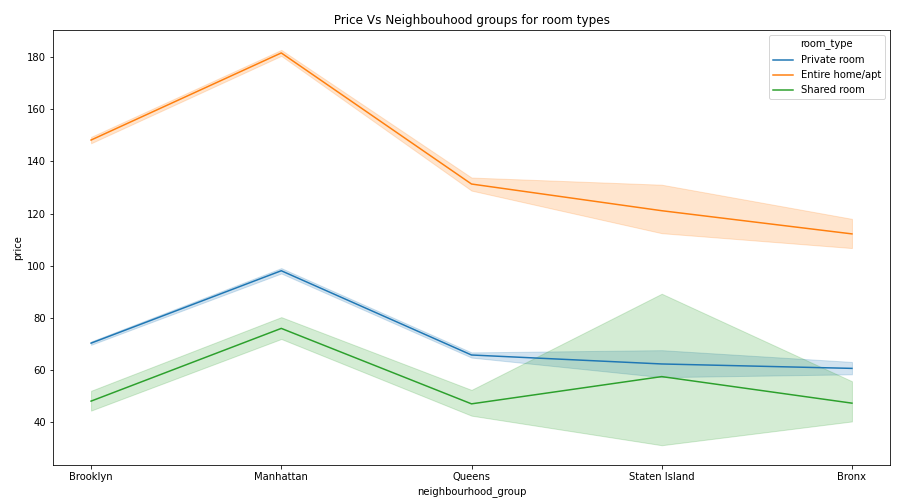 Price Vs Neighbouhood groups for room types
room_type
Private room
Entire home/apt
Shared room
180
160
140
120
100
80
60
40
price
Brooklyn
Manhattan
Queens
Staten Island
Bronx
neighbourhood_group